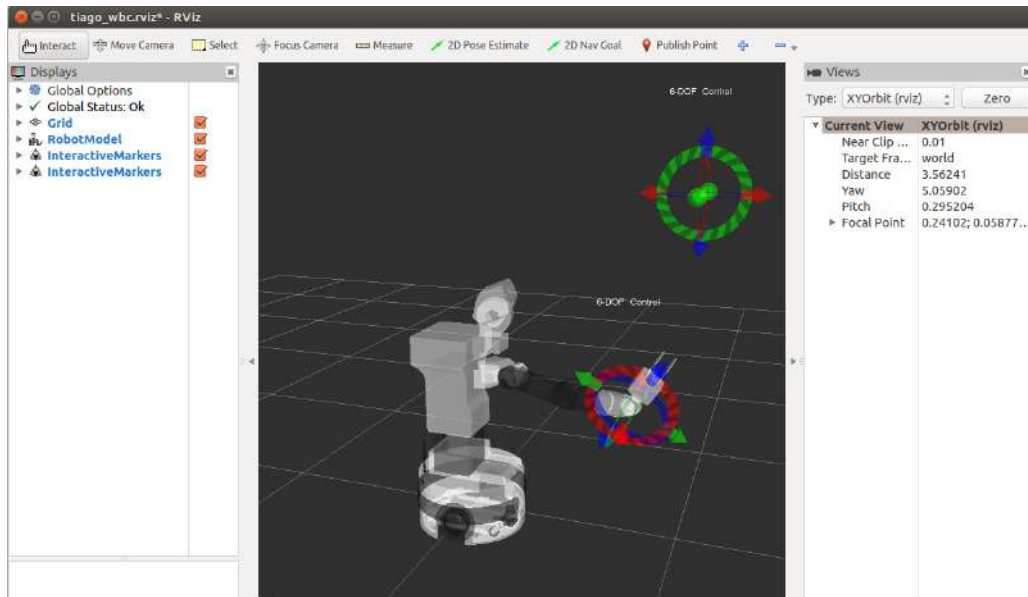 tiago_wbc.rviz* - RViz
Interact Move Camera Select Focus Camera Measure 2D Pose Estimate 2D Nav Goal Publish Point
Displays
Global Options
Global Status: Ok
Grid
RobotModel
InteractiveMarkers
InteractiveMarkers
6-DOF Control
6-DOF Control
Views
Type: XYOrbit (rviz) Zero
Current View XYOrbit (rviz)
Near Clip ... 0.01
Target Fra... world
Distance 3.56241
Yaw 5.05902
Pitch 0.295204
Focal Point 0.24102; 0.05877...